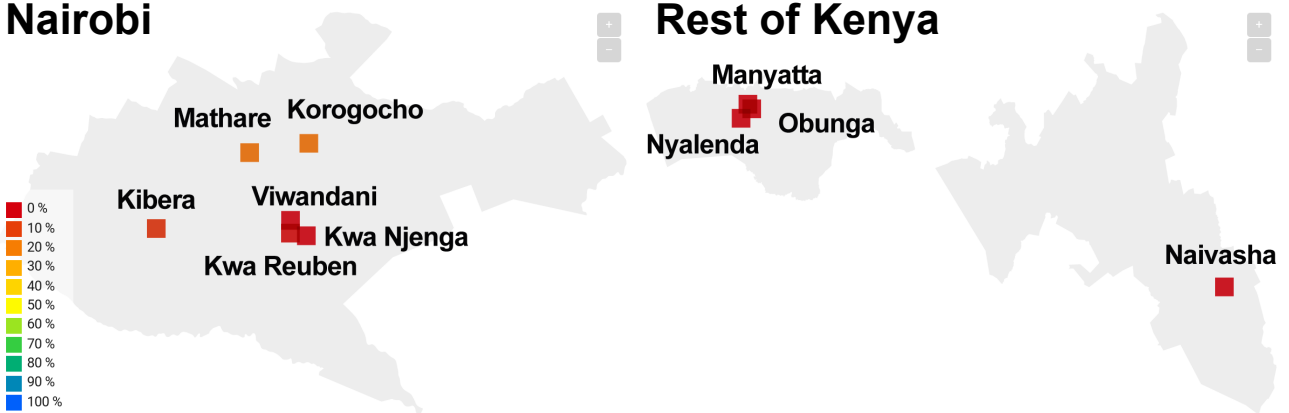 Nairobi
Rest of Kenya
+
−
+
−
Manyatta
Mathare
Korogocho
Obunga
Nyalenda
Kibera
Viwandani
Kwa Njenga
Kwa Reuben
Naivasha
0 %
10 %
20 %
30 %
40 %
50 %
60 %
70 %
80 %
90 %
100 %